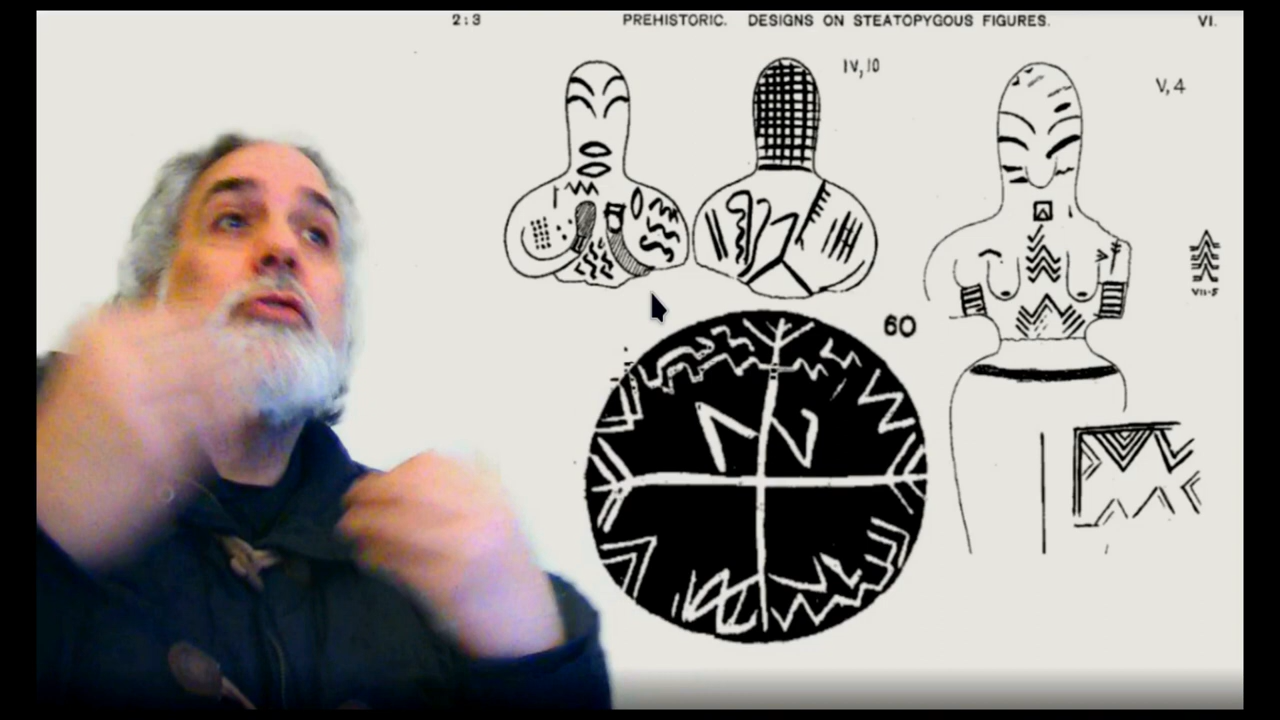 2:3 PREHISTORIC. DESIGNS ON STEATOPYGOUS FIGURES. VI.
IV,10
V,4
VII-5
60